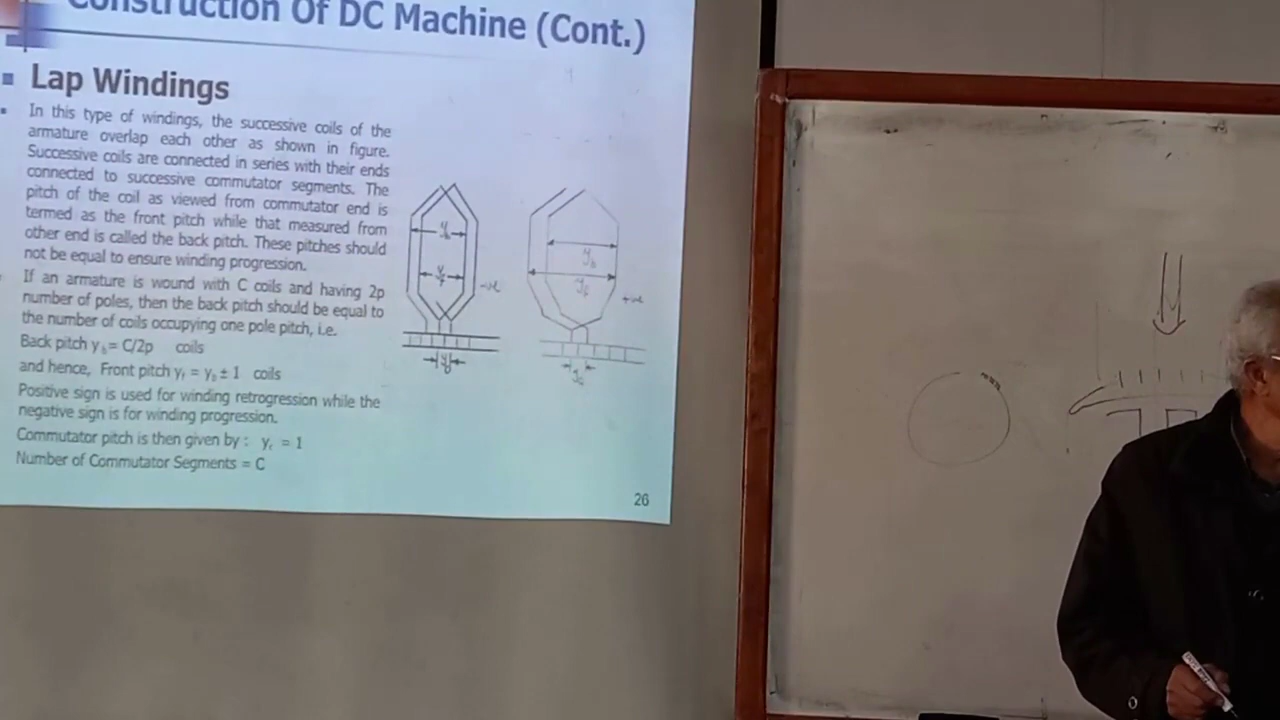 Construction Of DC Machine (Cont.)
Lap Windings
In this type of windings, the successive coils of the
armature overlap each other as shown in figure.
Successive coils are connected in series with their ends
connected to successive commutator segments. The
pitch of the coil as viewed from commutator end is
termed as the front pitch while that measured from
other end is called the back pitch. These pitches should
not be equal to ensure winding progression.
If an armature is wound with C coils and having 2p
number of poles, then the back pitch should be equal to
the number of coils occupying one pole pitch, i.e.
Back pitch y_b = C/2p coils
and hence, Front pitch y_f = y_b ± 1 coils
Positive sign is used for winding retrogression while the
negative sign is for winding progression.
Commutator pitch is then given by : y_c = 1
Number of Commutator Segments = C
y_b
y_f
-ve
y_b
y_f
+ve
y_c
26